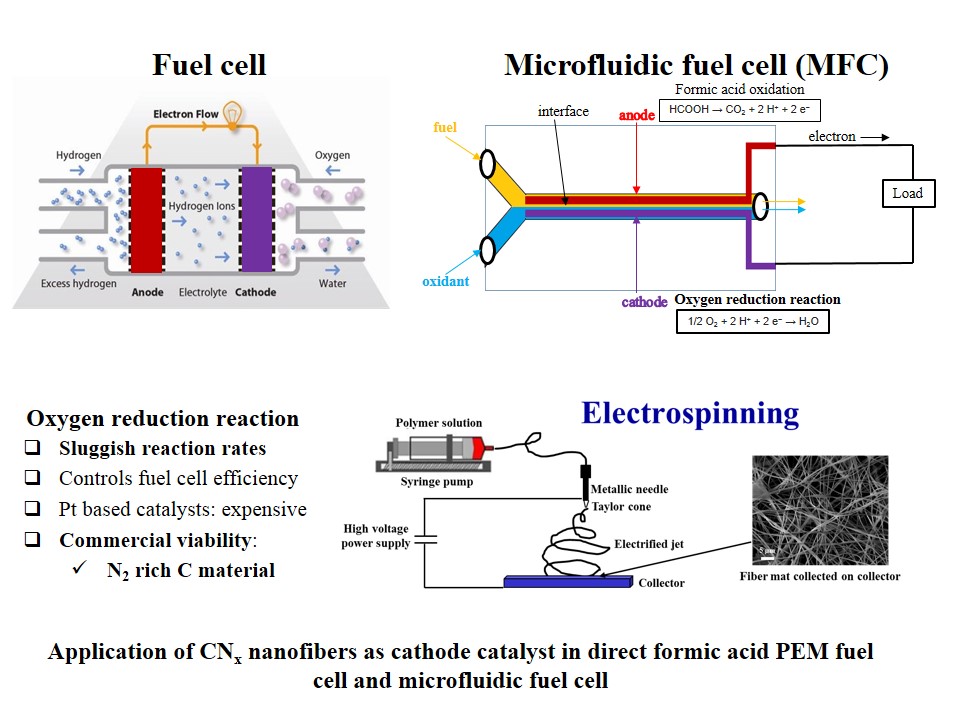 Fuel cell
Electron Flow
Hydrogen
Oxygen
Hydrogen Ions
Excess hydrogen
Anode
Electrolyte
Cathode
Water
Microfluidic fuel cell (MFC)
Formic acid oxidation
HCOOH → CO₂ + 2 H⁺ + 2 e⁻
interface
anode
fuel
electron
Load
oxidant
cathode
Oxygen reduction reaction
1/2 O₂ + 2 H⁺ + 2 e⁻ → H₂O
Oxygen reduction reaction
❑ Sluggish reaction rates
❑ Controls fuel cell efficiency
❑ Pt based catalysts: expensive
❑ Commercial viability:
✓ N₂ rich C material
Electrospinning
Polymer solution
Syringe pump
Metallic needle
Taylor cone
High voltage
power supply
Electrified jet
Collector
5 µm
Fiber mat collected on collector
Application of CNₓ nanofibers as cathode catalyst in direct formic acid PEM fuel
cell and microfluidic fuel cell